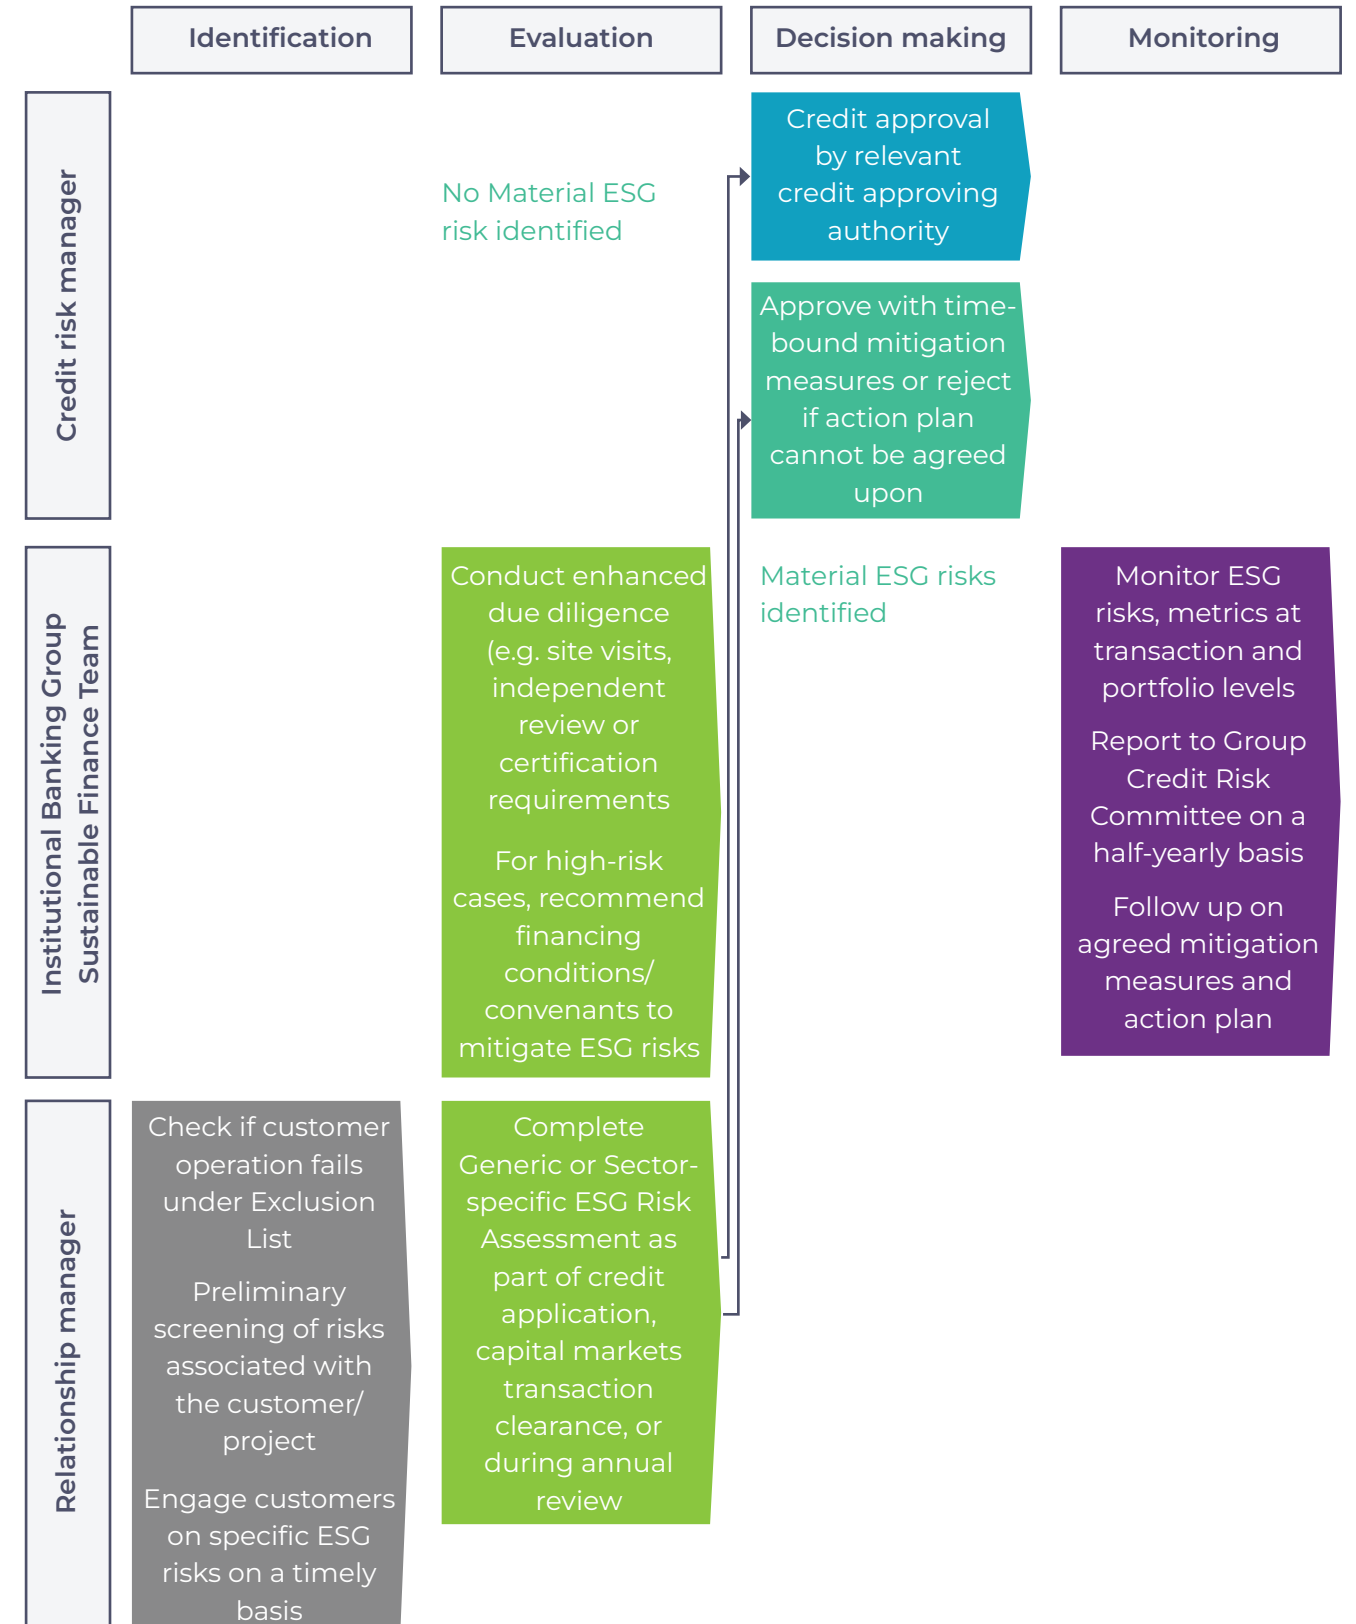 Identification
Evaluation
Decision making
Monitoring
Credit risk manager
No Material ESG
risk identified
Credit approval
by relevant
credit approving
authority
Approve with time-
bound mitigation
measures or reject
if action plan
cannot be agreed
upon
Institutional Banking Group
Sustainable Finance Team
Conduct enhanced
due diligence
(e.g. site visits,
independent
review or
certification
requirements
For high-risk
cases, recommend
financing
conditions/
convenants to
mitigate ESG risks
Material ESG risks
identified
Monitor ESG
risks, metrics at
transaction and
portfolio levels
Report to Group
Credit Risk
Committee on a
half-yearly basis
Follow up on
agreed mitigation
measures and
action plan
Relationship manager
Check if customer
operation fails
under Exclusion
List
Preliminary
screening of risks
associated with
the customer/
project
Engage customers
on specific ESG
risks on a timely
basis
Complete
Generic or Sector-
specific ESG Risk
Assessment as
part of credit
application,
capital markets
transaction
clearance, or
during annual
review